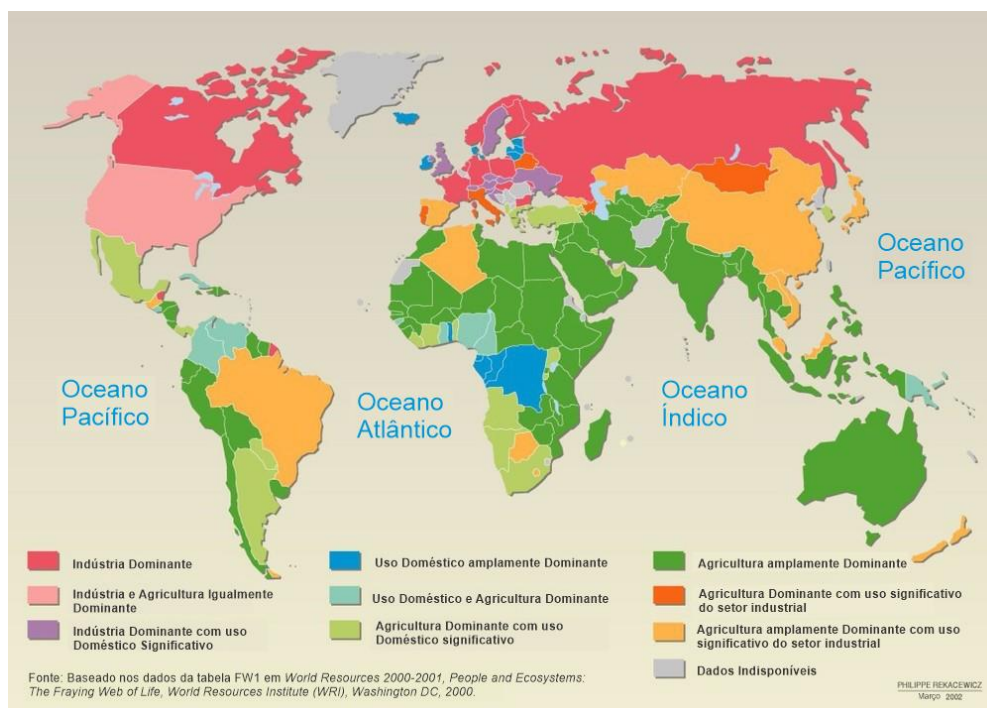 Oceano
Pacífico
Oceano
Pacífico
Oceano
Atlântico
Oceano
Índico
Indústria Dominante
Indústria e Agricultura Igualmente
Dominante
Indústria Dominante com uso
Doméstico Significativo
Uso Doméstico amplamente Dominante
Uso Doméstico e Agricultura Dominante
Agricultura Dominante com uso
Doméstico significativo
Agricultura amplamente Dominante
Agricultura Dominante com uso significativo
do setor industrial
Agricultura amplamente Dominante com uso
significativo do setor industrial
Dados Indisponíveis
Fonte: Baseado nos dados da tabela FW1 em World Resources 2000-2001, People and Ecosystems:
The Fraying Web of Life, World Resources Institute (WRI), Washington DC, 2000.
PHILIPPE REKACEWICZ
Março 2002